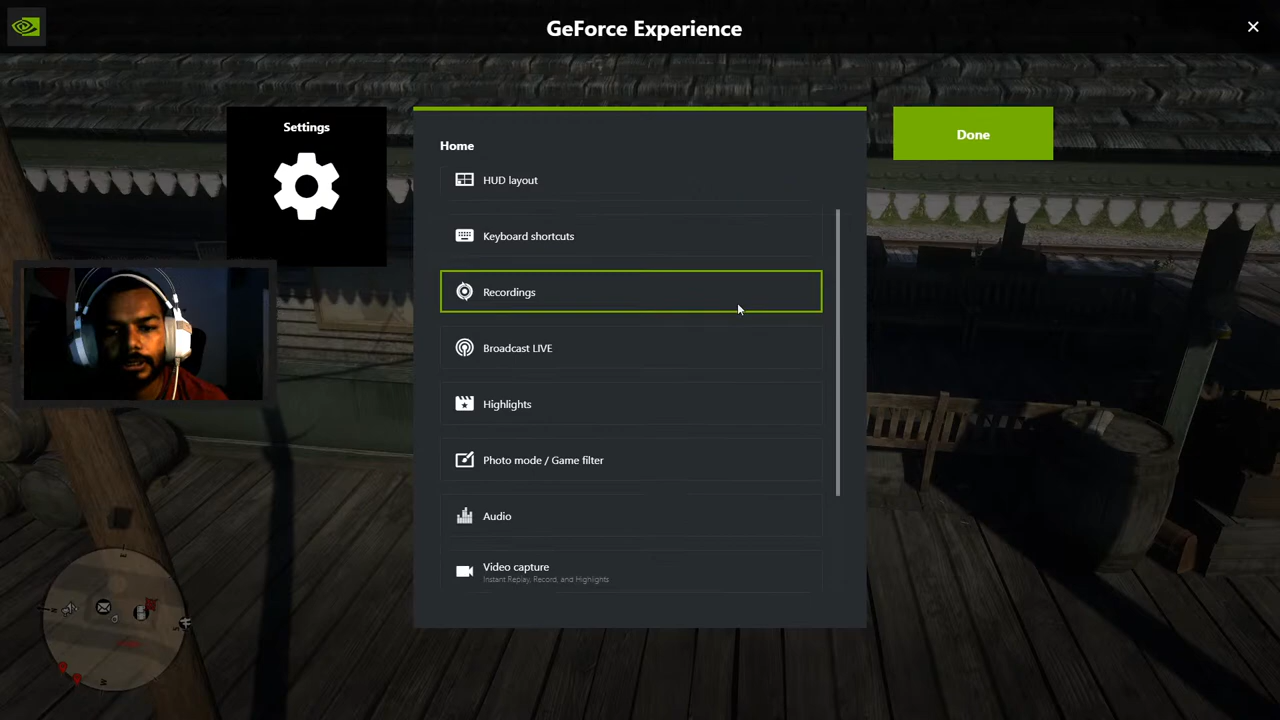 GeForce Experience
Settings
Home
Done
HUD layout
Keyboard shortcuts
Recordings
Broadcast LIVE
Highlights
Photo mode / Game filter
Audio
Video capture
Instant Replay, Record, and Highlights